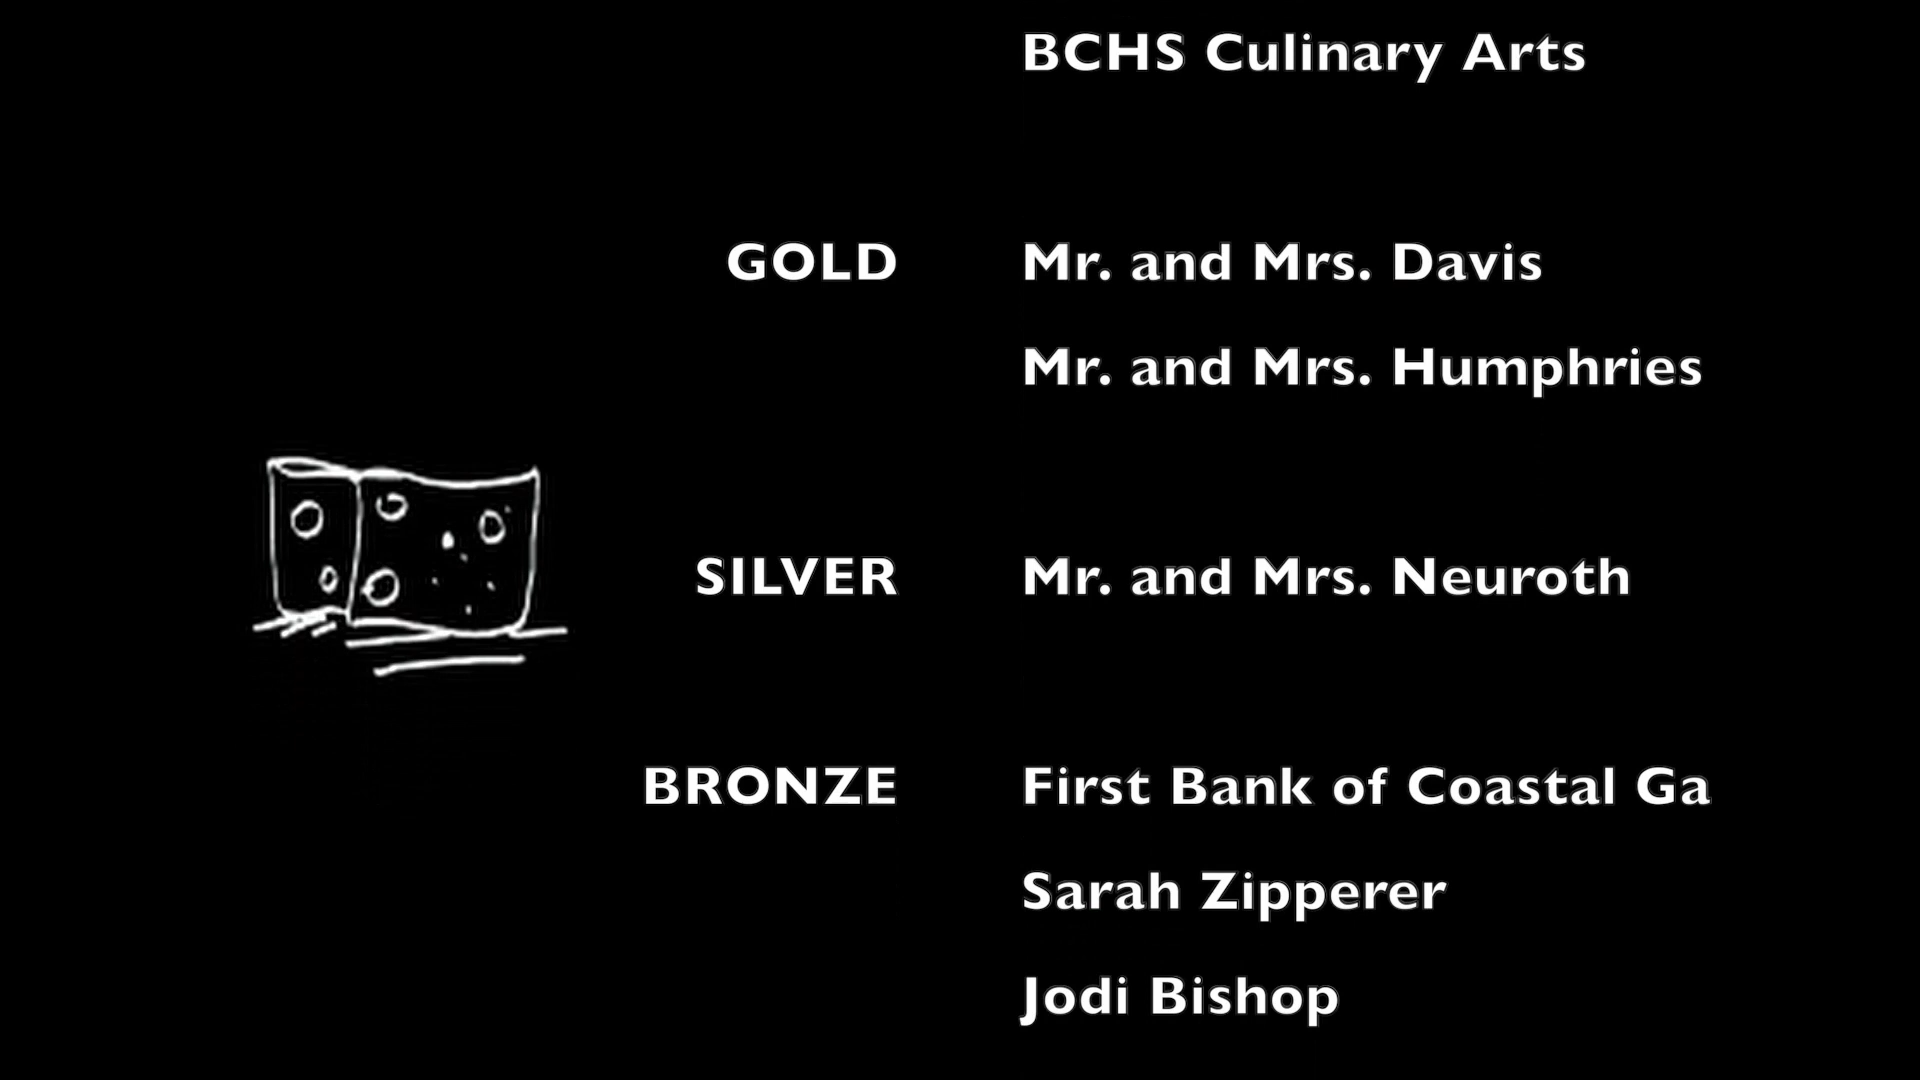 BCHS Culinary Arts
GOLD Mr. and Mrs. Davis
Mr. and Mrs. Humphries
SILVER Mr. and Mrs. Neuroth
BRONZE First Bank of Coastal Ga
Sarah Zipperer
Jodi Bishop